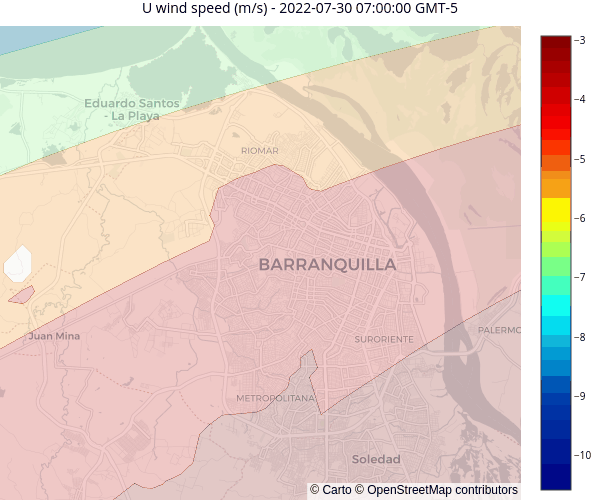 U wind speed (m/s) - 2022-07-30 07:00:00 GMT-5
−3
−4
−5
−6
−7
−8
−9
−10
Eduardo Santos
- La Playa
RIOMAR
BARRANQUILLA
Juan Mina
SURORIENTE
PALERMO
METROPOLITANA
Soledad
© Carto © OpenStreetMap contributors